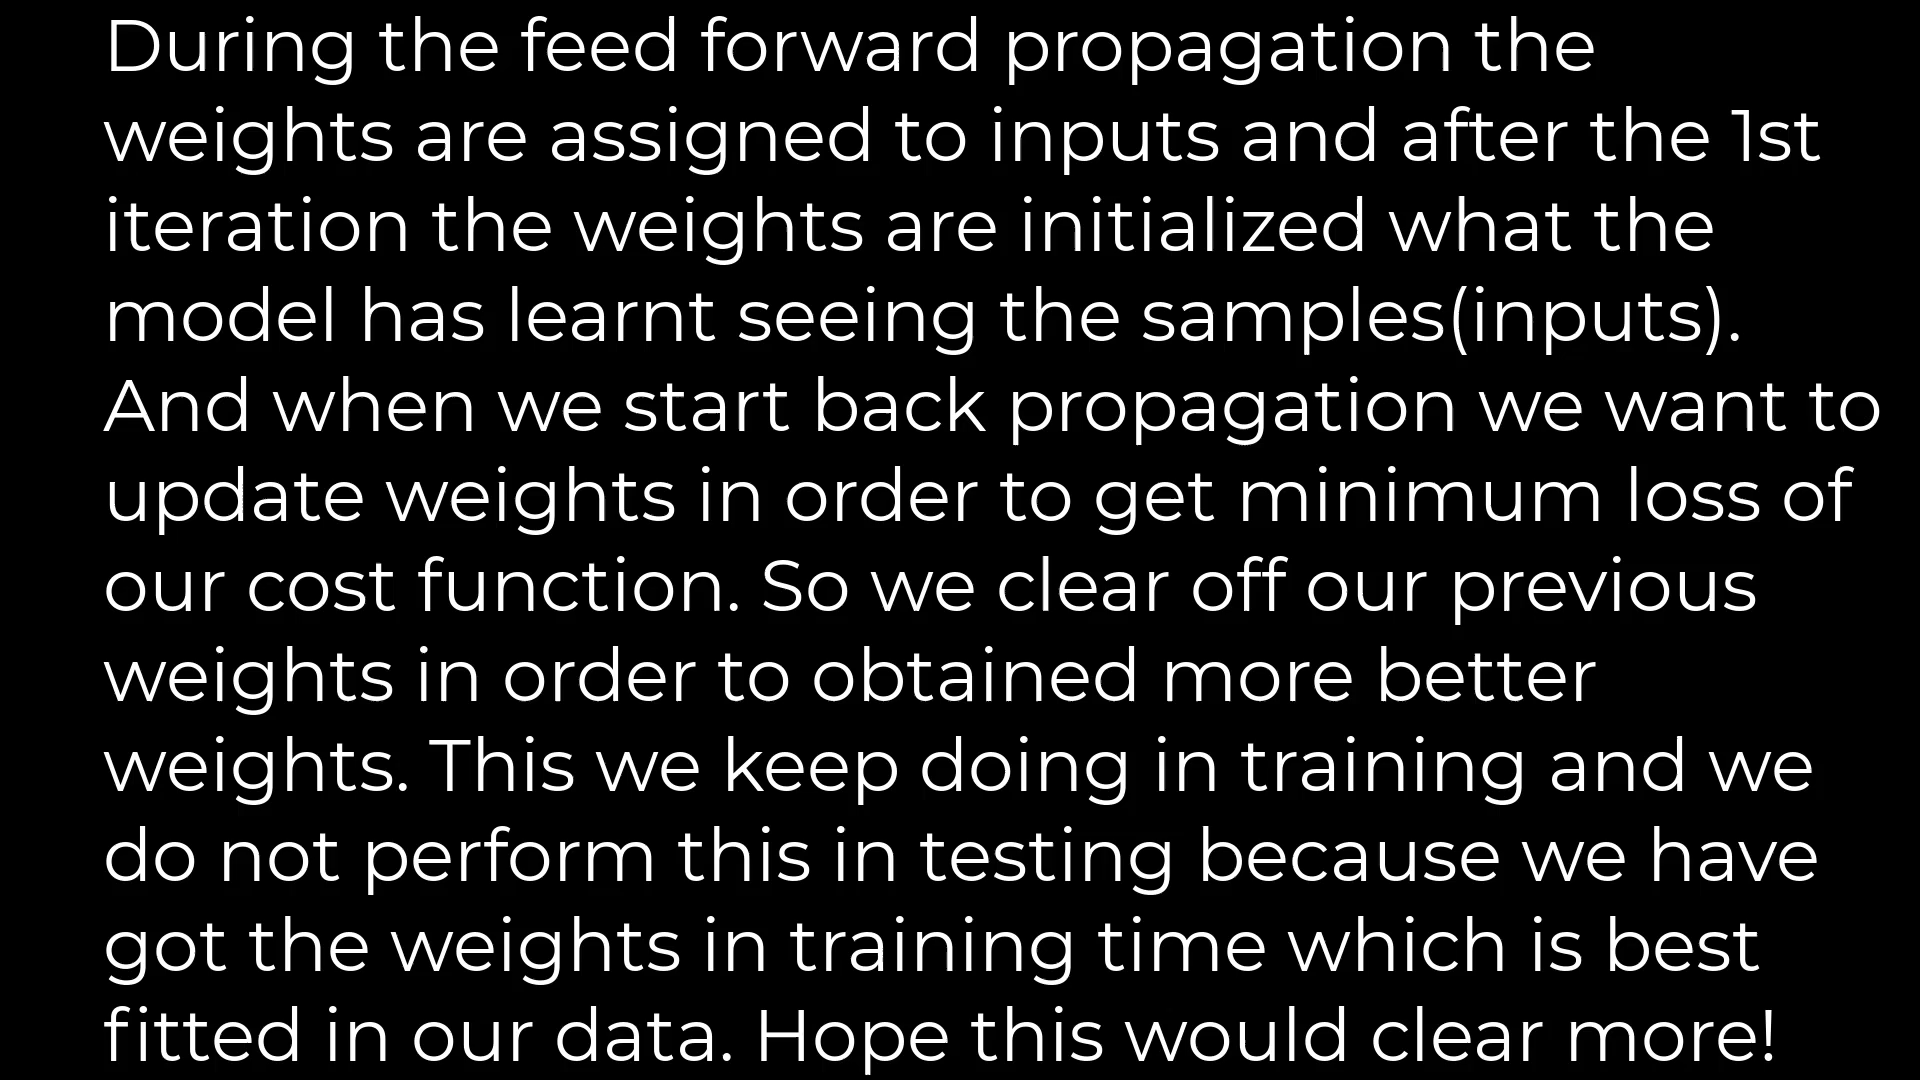 During the feed forward propagation the
weights are assigned to inputs and after the 1st
iteration the weights are initialized what the
model has learnt seeing the samples(inputs).
And when we start back propagation we want to
update weights in order to get minimum loss of
our cost function. So we clear off our previous
weights in order to obtained more better
weights. This we keep doing in training and we
do not perform this in testing because we have
got the weights in training time which is best
fitted in our data. Hope this would clear more!